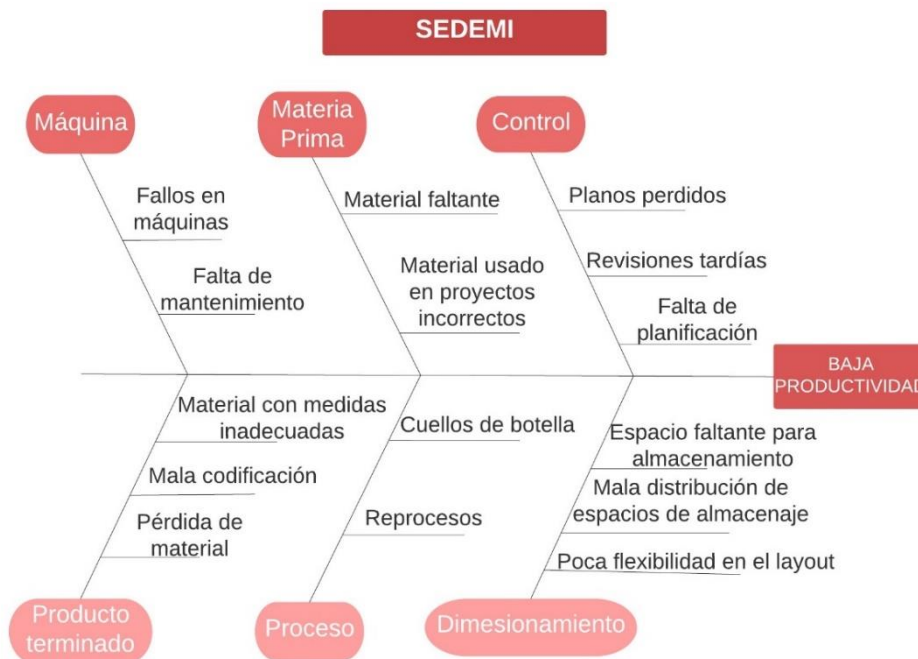 SEDEMI
Máquina
Materia
Prima
Control
Fallos en
máquinas
Falta de
mantenimiento
Material faltante
Material usado
en proyectos
incorrectos
Planos perdidos
Revisiones tardías
Falta de
planificación
BAJA
PRODUCTIVIDAD
Material con medidas
inadecuadas
Mala codificación
Pérdida de
material
Cuellos de botella
Reprocesos
Espacio faltante para
almacenamiento
Mala distribución de
espacios de almacenaje
Poca flexibilidad en el layout
Producto
terminado
Proceso
Dimesionamiento